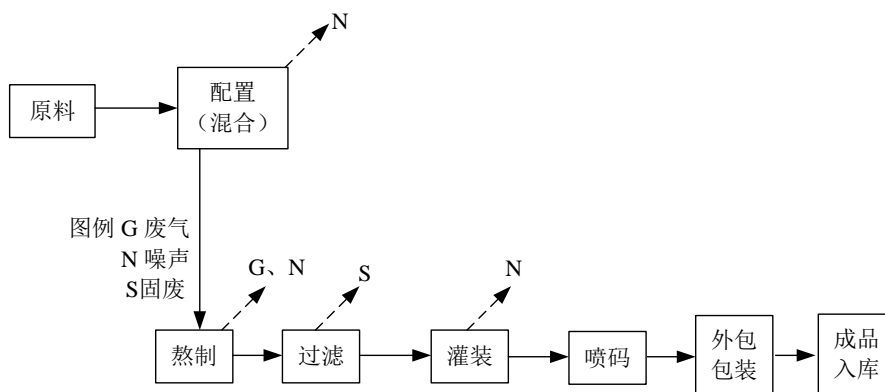 N
原料
配置
（混合）
图例 G 废气
N 噪声
S固废
G、N
S
N
熬制
过滤
灌装
喷码
外包
包装
成品
入库